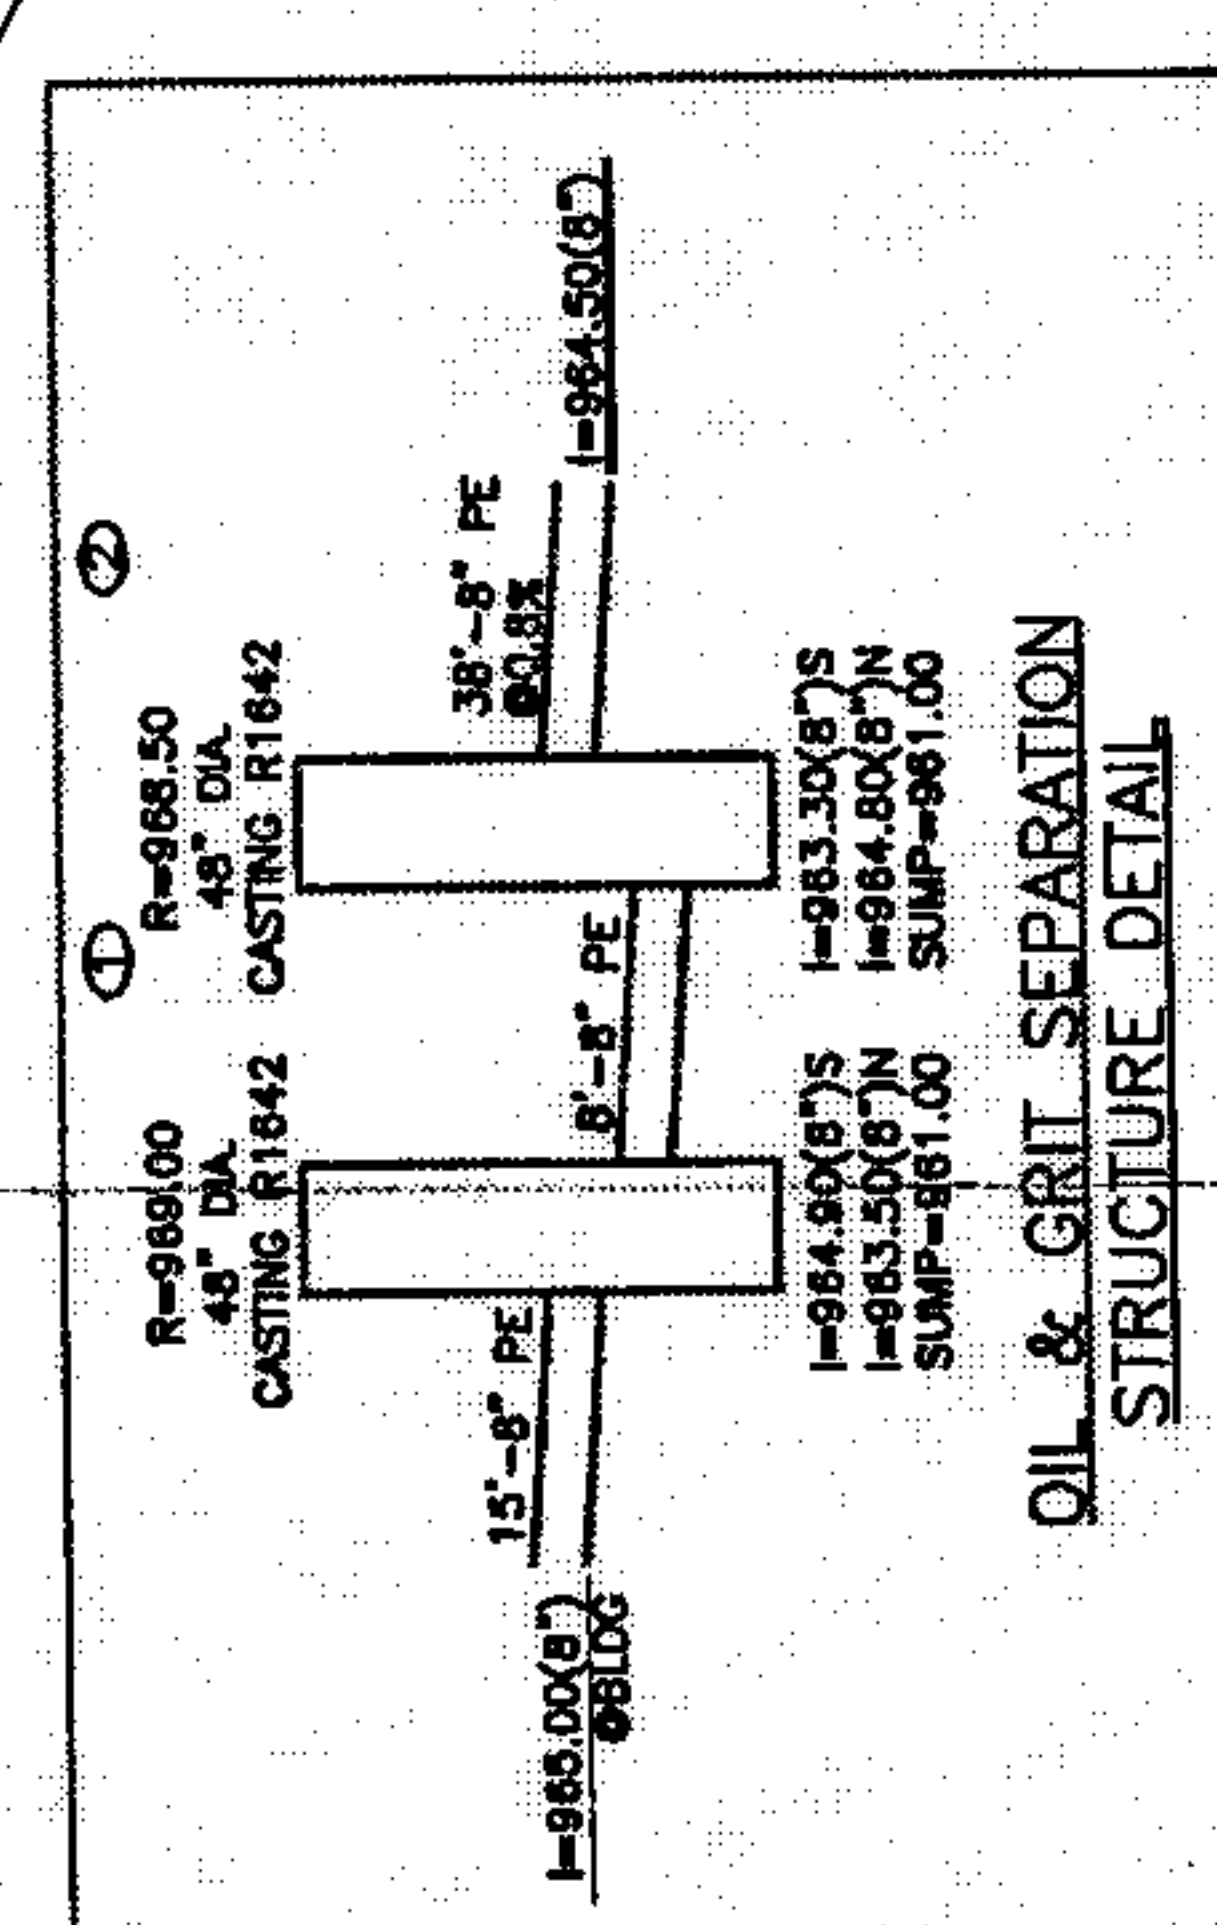 ①
②
R=969.00
48" DIA.
CASTING R1642
R=968.50
48" DIA.
CASTING R1642
I=965.00(8")
@BLDG
15'-8" PE
8'-8" PE
38'-8" PE
@0.8%
I=964.50(8")
I=964.90(8")S
I=963.50(8")N
SUMP=961.00
I=963.30(8")S
I=964.80(8")N
SUMP=961.00
OIL & GRIT SEPARATION
STRUCTURE DETAIL